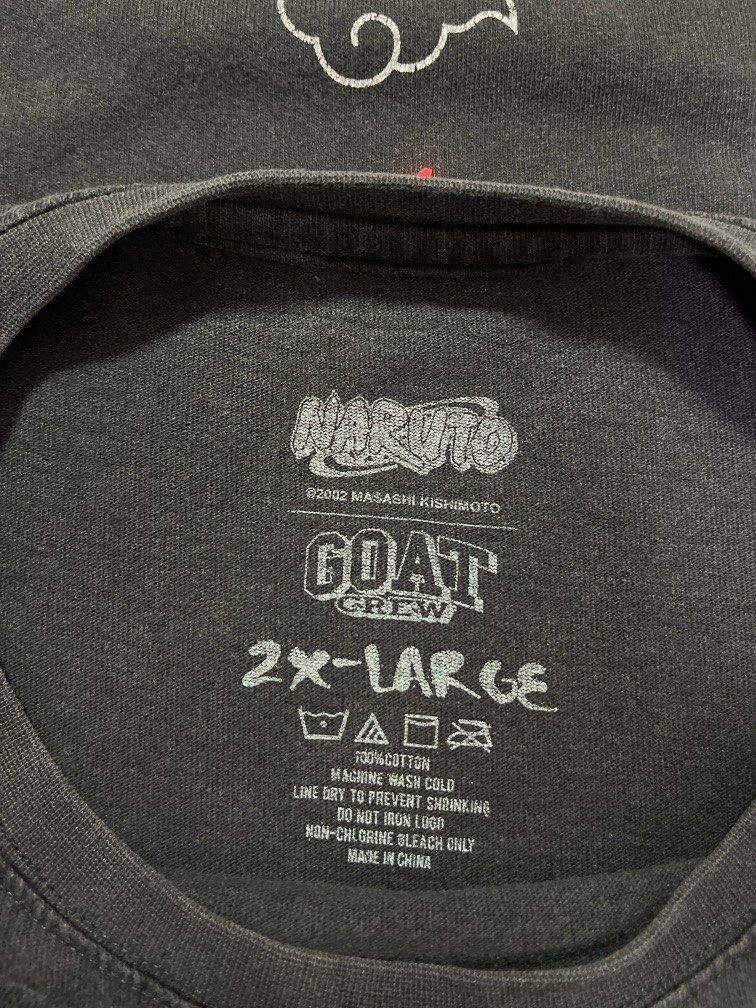 NARUTO
©2002 MASASHI KISHIMOTO
GOAT
CREW
2X-LARGE
100%COTTON
MACHINE WASH COLD
LINE DRY TO PREVENT SHRINKING
DO NOT IRON LOGO
NON-CHLORINE BLEACH ONLY
MADE IN CHINA